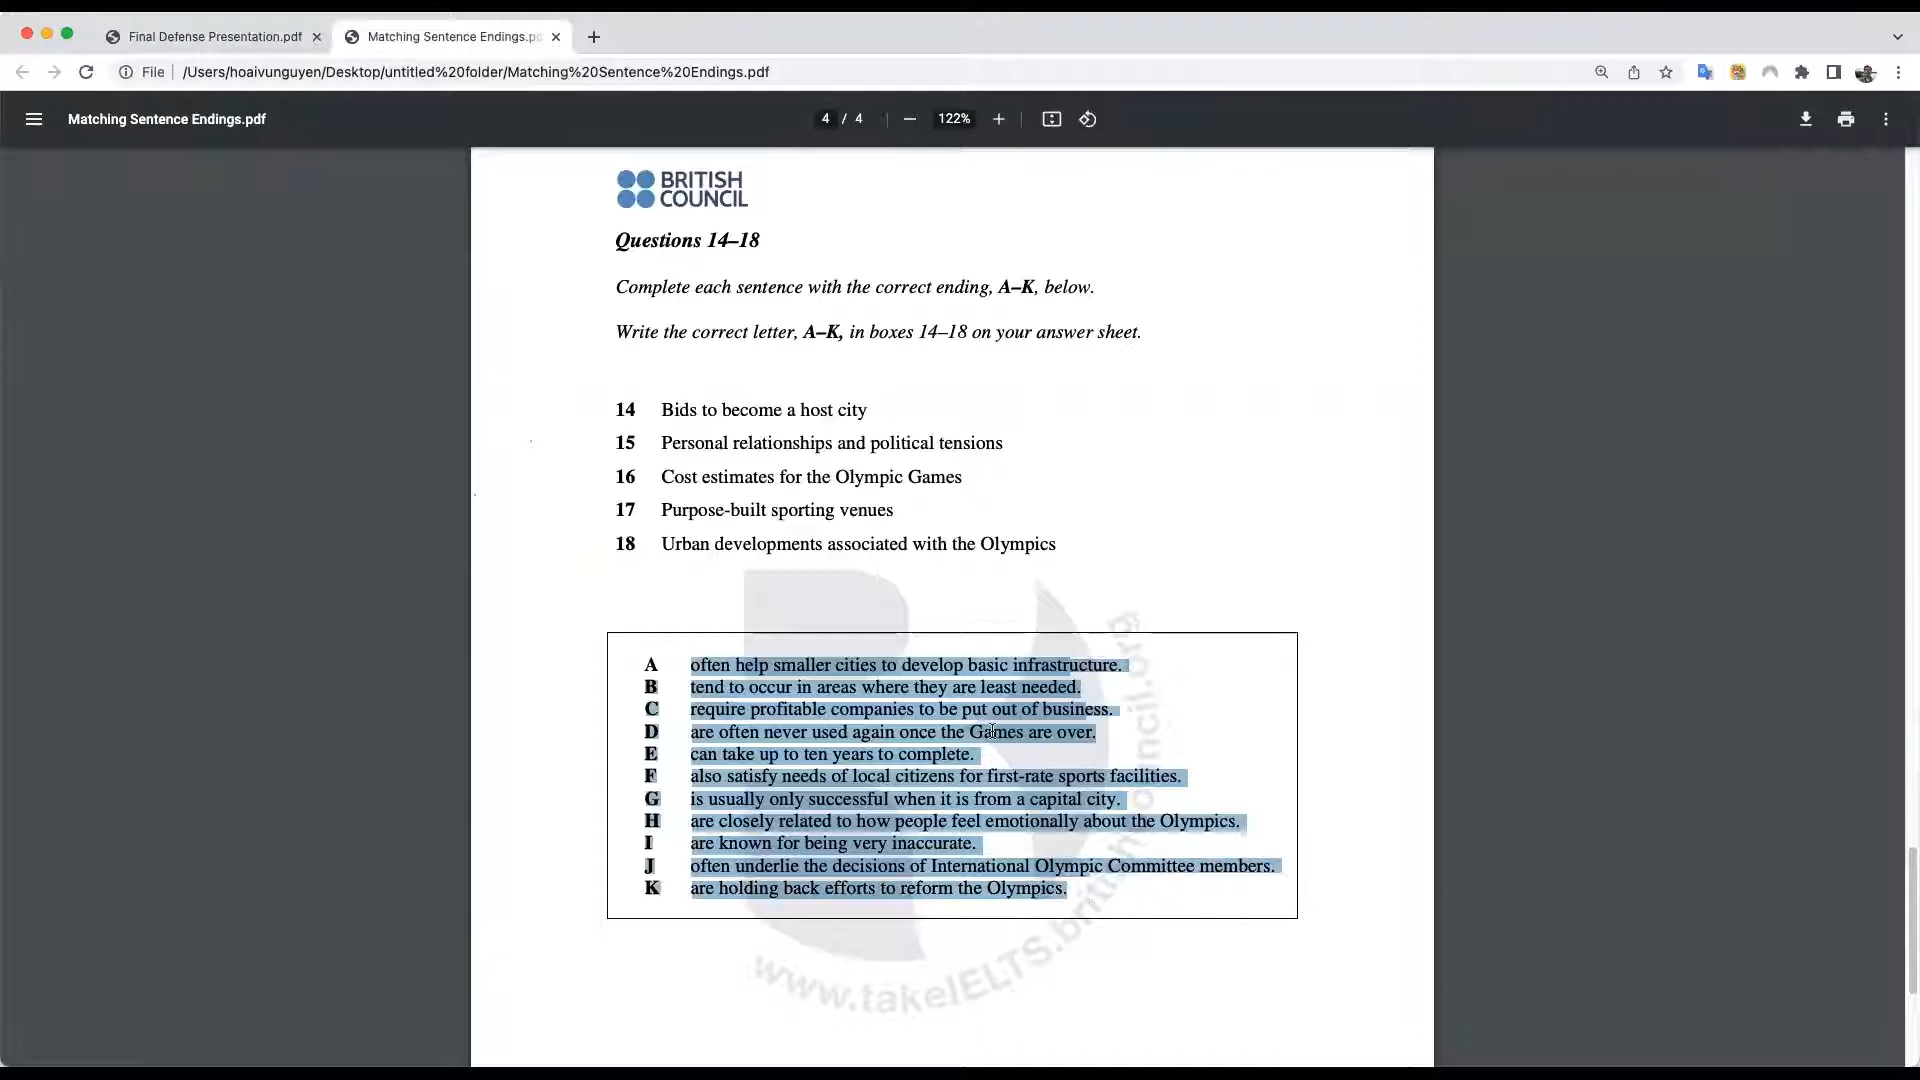 Final Defense Presentation.pdf
Matching Sentence Endings.pd
File /Users/hoaivunguyen/Desktop/untitled%20folder/Matching%20Sentence%20Endings.pdf
Matching Sentence Endings.pdf 4 / 4 122%
BRITISH
COUNCIL
Questions 14–18
Complete each sentence with the correct ending, A–K, below.
Write the correct letter, A–K, in boxes 14–18 on your answer sheet.
14 Bids to become a host city
15 Personal relationships and political tensions
16 Cost estimates for the Olympic Games
17 Purpose-built sporting venues
18 Urban developments associated with the Olympics
A often help smaller cities to develop basic infrastructure.
B tend to occur in areas where they are least needed.
C require profitable companies to be put out of business.
D are often never used again once the Games are over.
E can take up to ten years to complete.
F also satisfy needs of local citizens for first-rate sports facilities.
G is usually only successful when it is from a capital city.
H are closely related to how people feel emotionally about the Olympics.
I are known for being very inaccurate.
J often underlie the decisions of International Olympic Committee members.
K are holding back efforts to reform the Olympics.
www.takeIELTS.britishcouncil.org